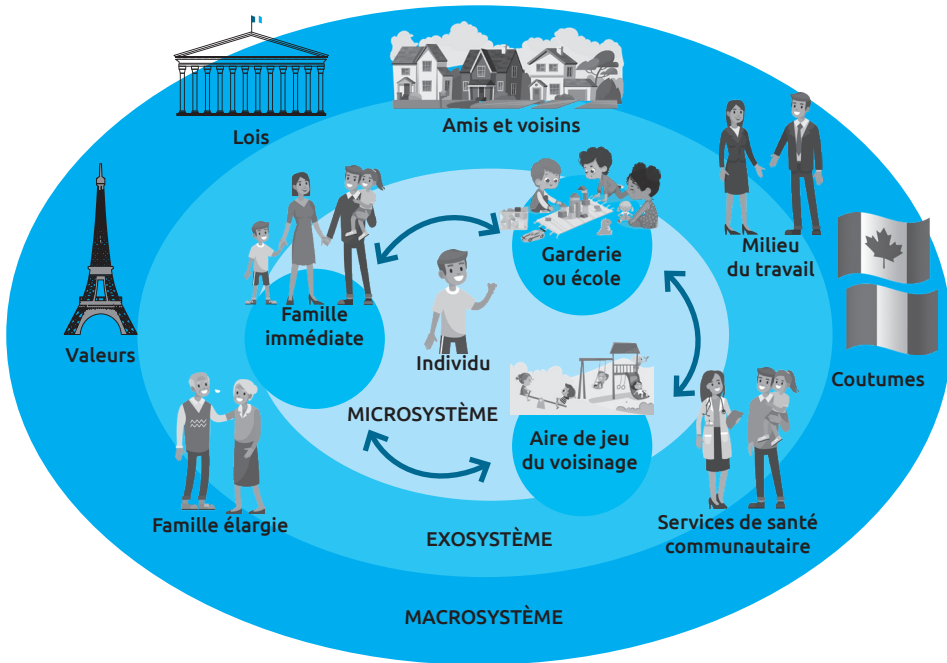 Lois
Amis et voisins
Milieu
du travail
Garderie
ou école
Famille
immédiate
Valeurs
Individu
Coutumes
MICROSYSTÈME
Aire de jeu
du voisinage
Famille élargie
Services de santé
communautaire
EXOSYSTÈME
MACROSYSTÈME